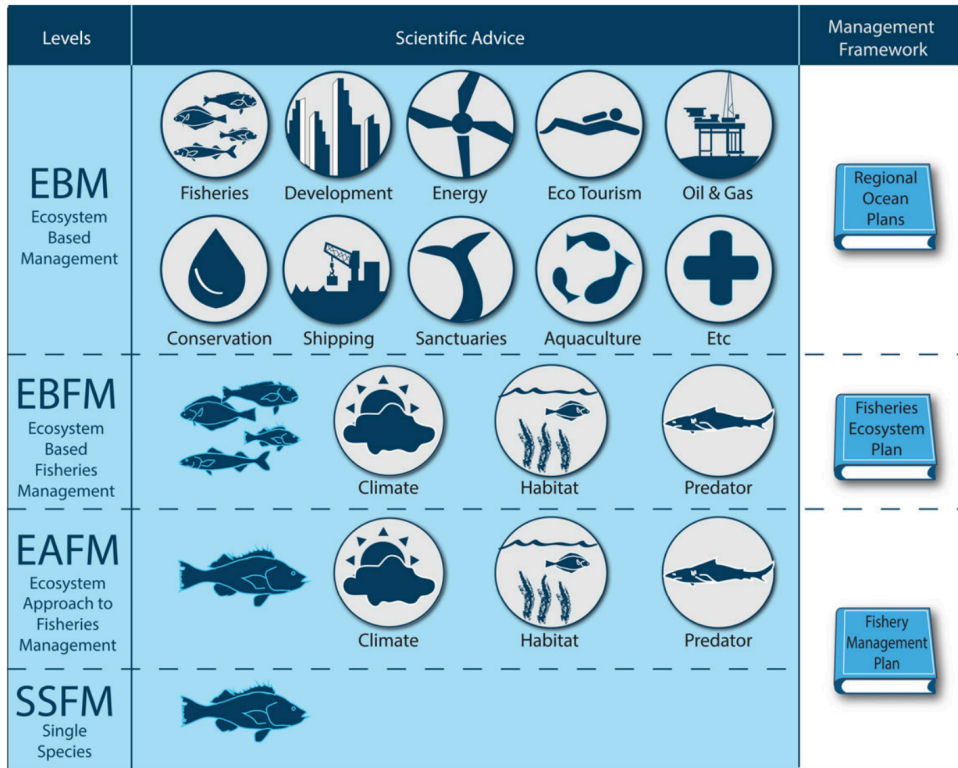 Levels
Scientific Advice
Management
Framework
EBM
Ecosystem
Based
Management
Fisheries
Development
Energy
Eco Tourism
Oil & Gas
Conservation
Shipping
Sanctuaries
Aquaculture
Etc
Regional
Ocean
Plans
EBFM
Ecosystem
Based
Fisheries
Management
Climate
Habitat
Predator
Fisheries
Ecosystem
Plan
EAFM
Ecosystem
Approach to
Fisheries
Management
Climate
Habitat
Predator
Fishery
Management
Plan
SSFM
Single
Species